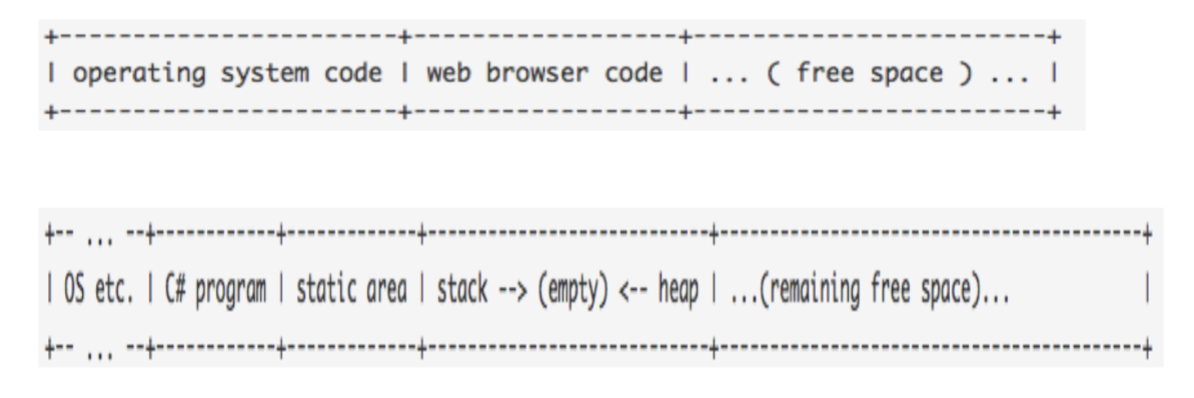 +-----------------------+------------------+------------------------+
| operating system code | web browser code | ... ( free space ) ... |
+-----------------------+------------------+------------------------+
+-- ... --+------------+-------------+----------------------------+------------------------------------------+
| OS etc. | C# program | static area | stack --> (empty) <-- heap | ...(remaining free space)... |
+-- ... --+------------+-------------+----------------------------+------------------------------------------+